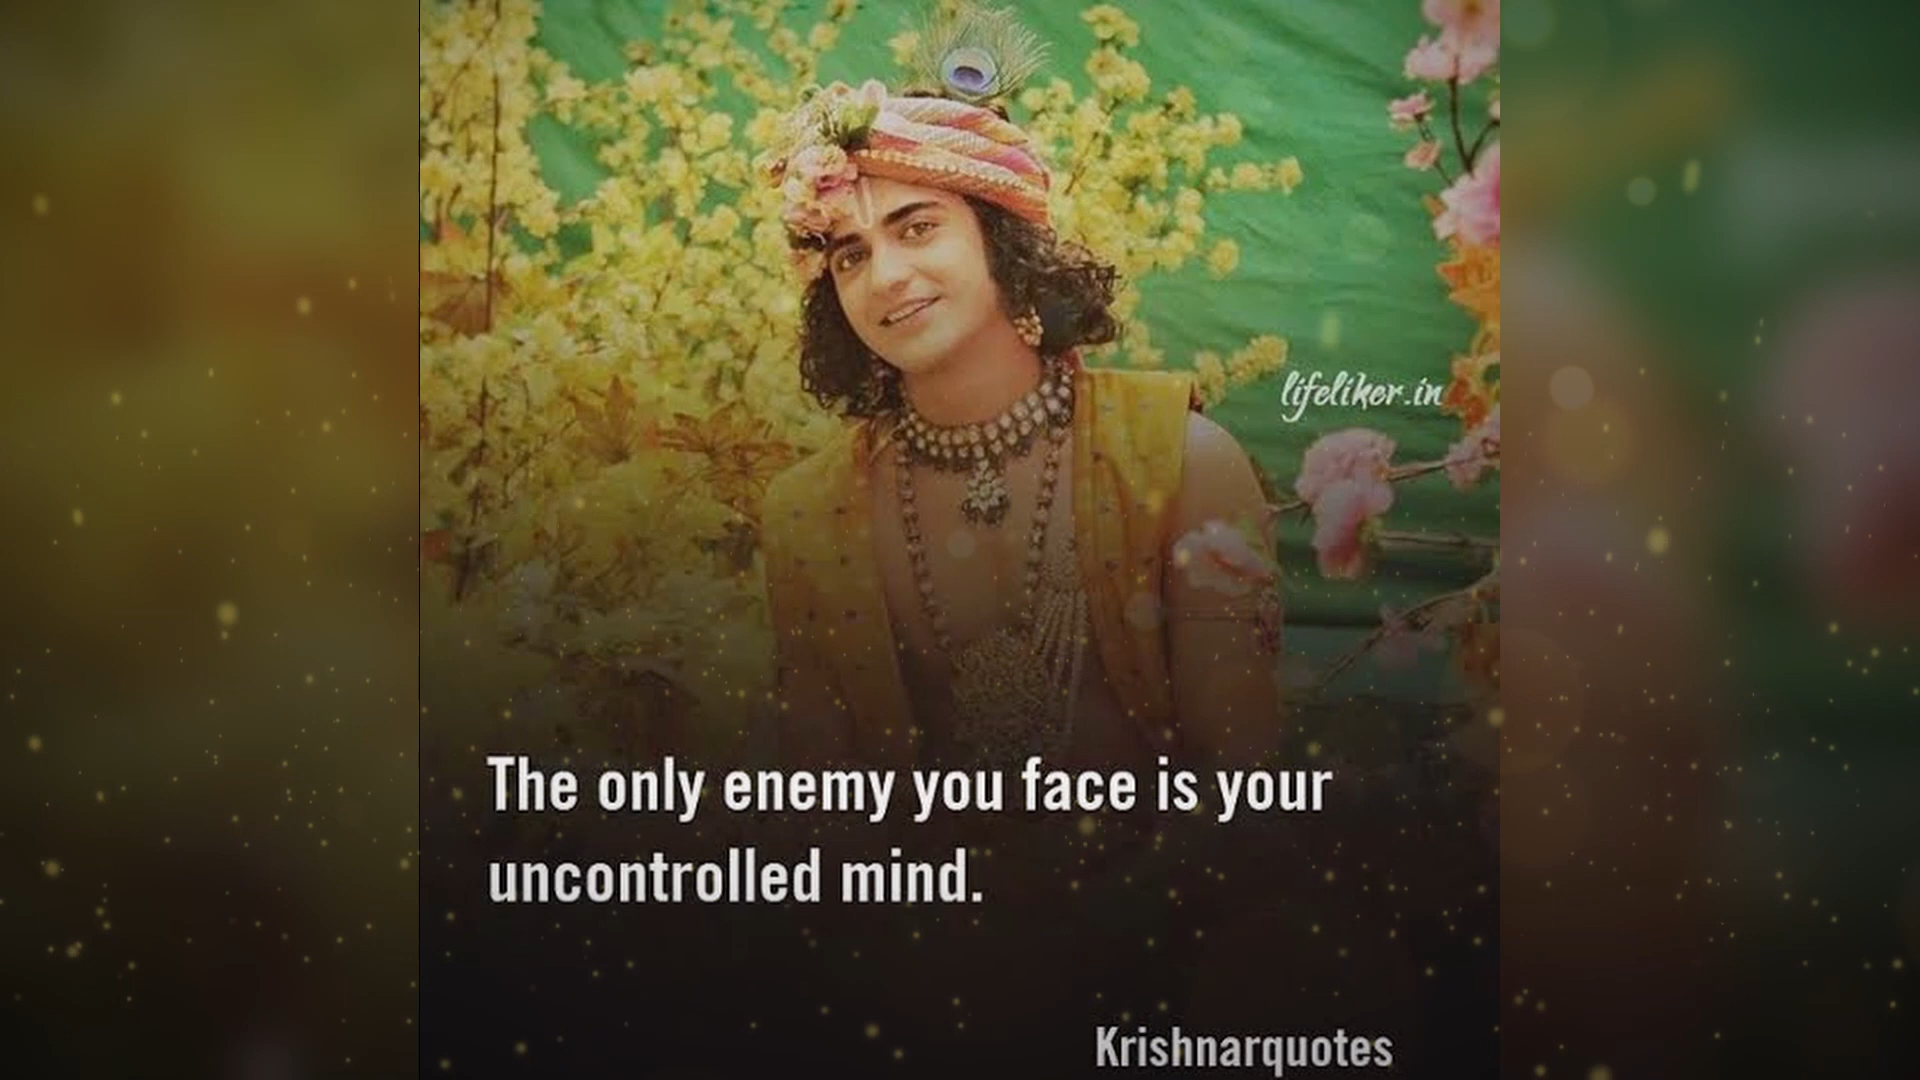 lifeliker.in
The only enemy you face is your
uncontrolled mind.
Krishnarquotes